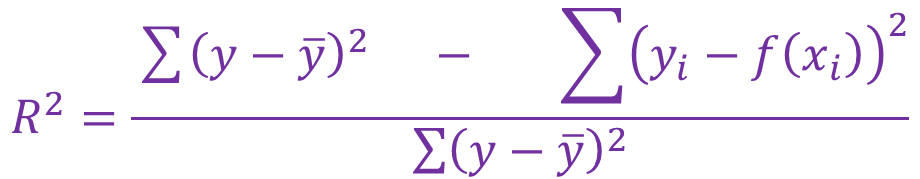 R² = (∑(y − ȳ)² − ∑(yᵢ − f(xᵢ))²) / ∑(y − ȳ)²